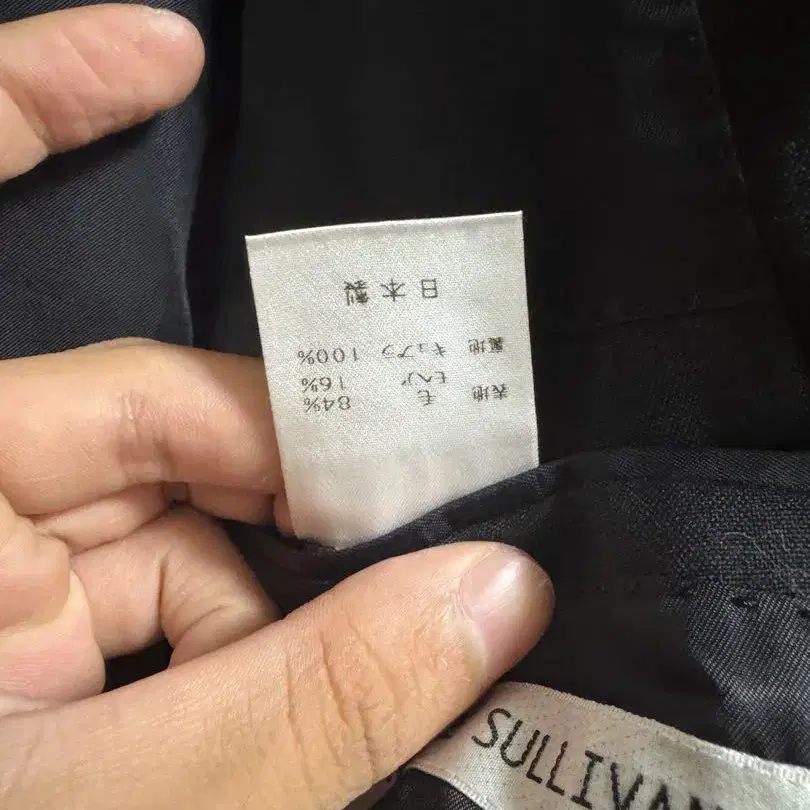 表地 毛 84%
モヘア 16%
裏地 キュプラ 100%
日本製
SULLIVAN